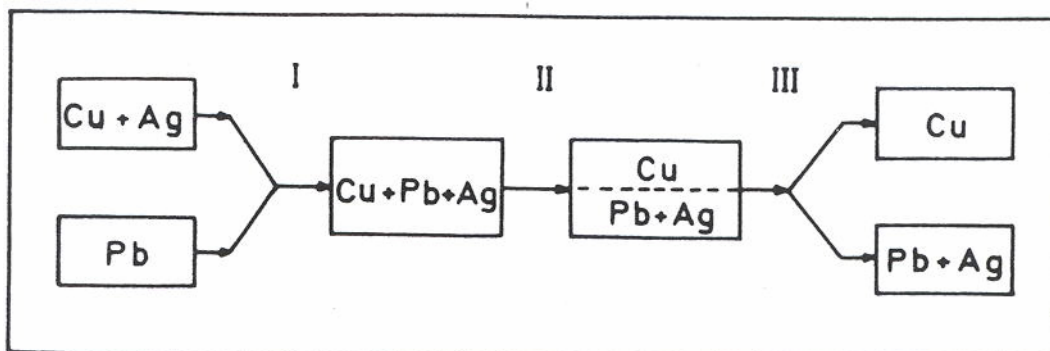 I II III
Cu + Ag
Pb
Cu+Pb+Ag
Cu
Pb+Ag
Cu
Pb + Ag